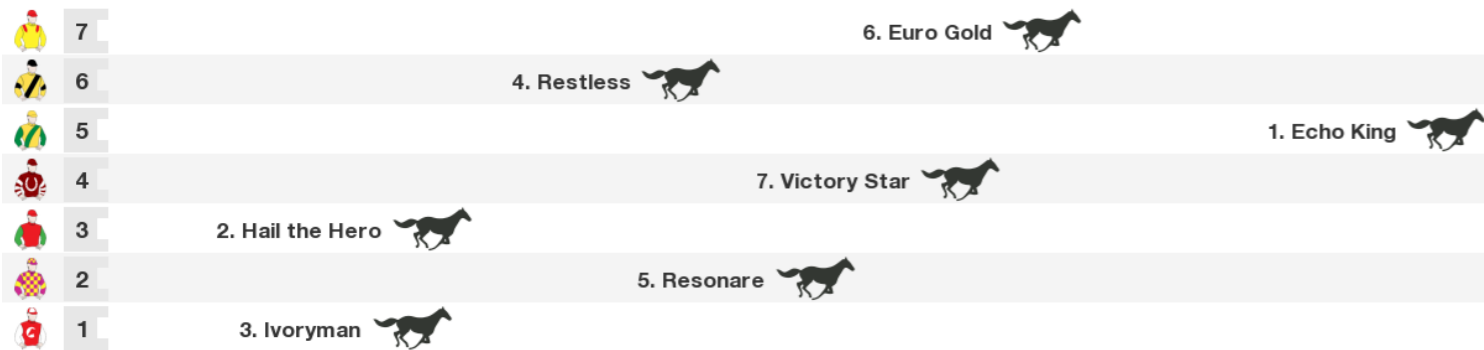 7 6. Euro Gold
6 4. Restless
5 1. Echo King
4 7. Victory Star
3 2. Hail the Hero
2 5. Resonare
1 3. Ivoryman